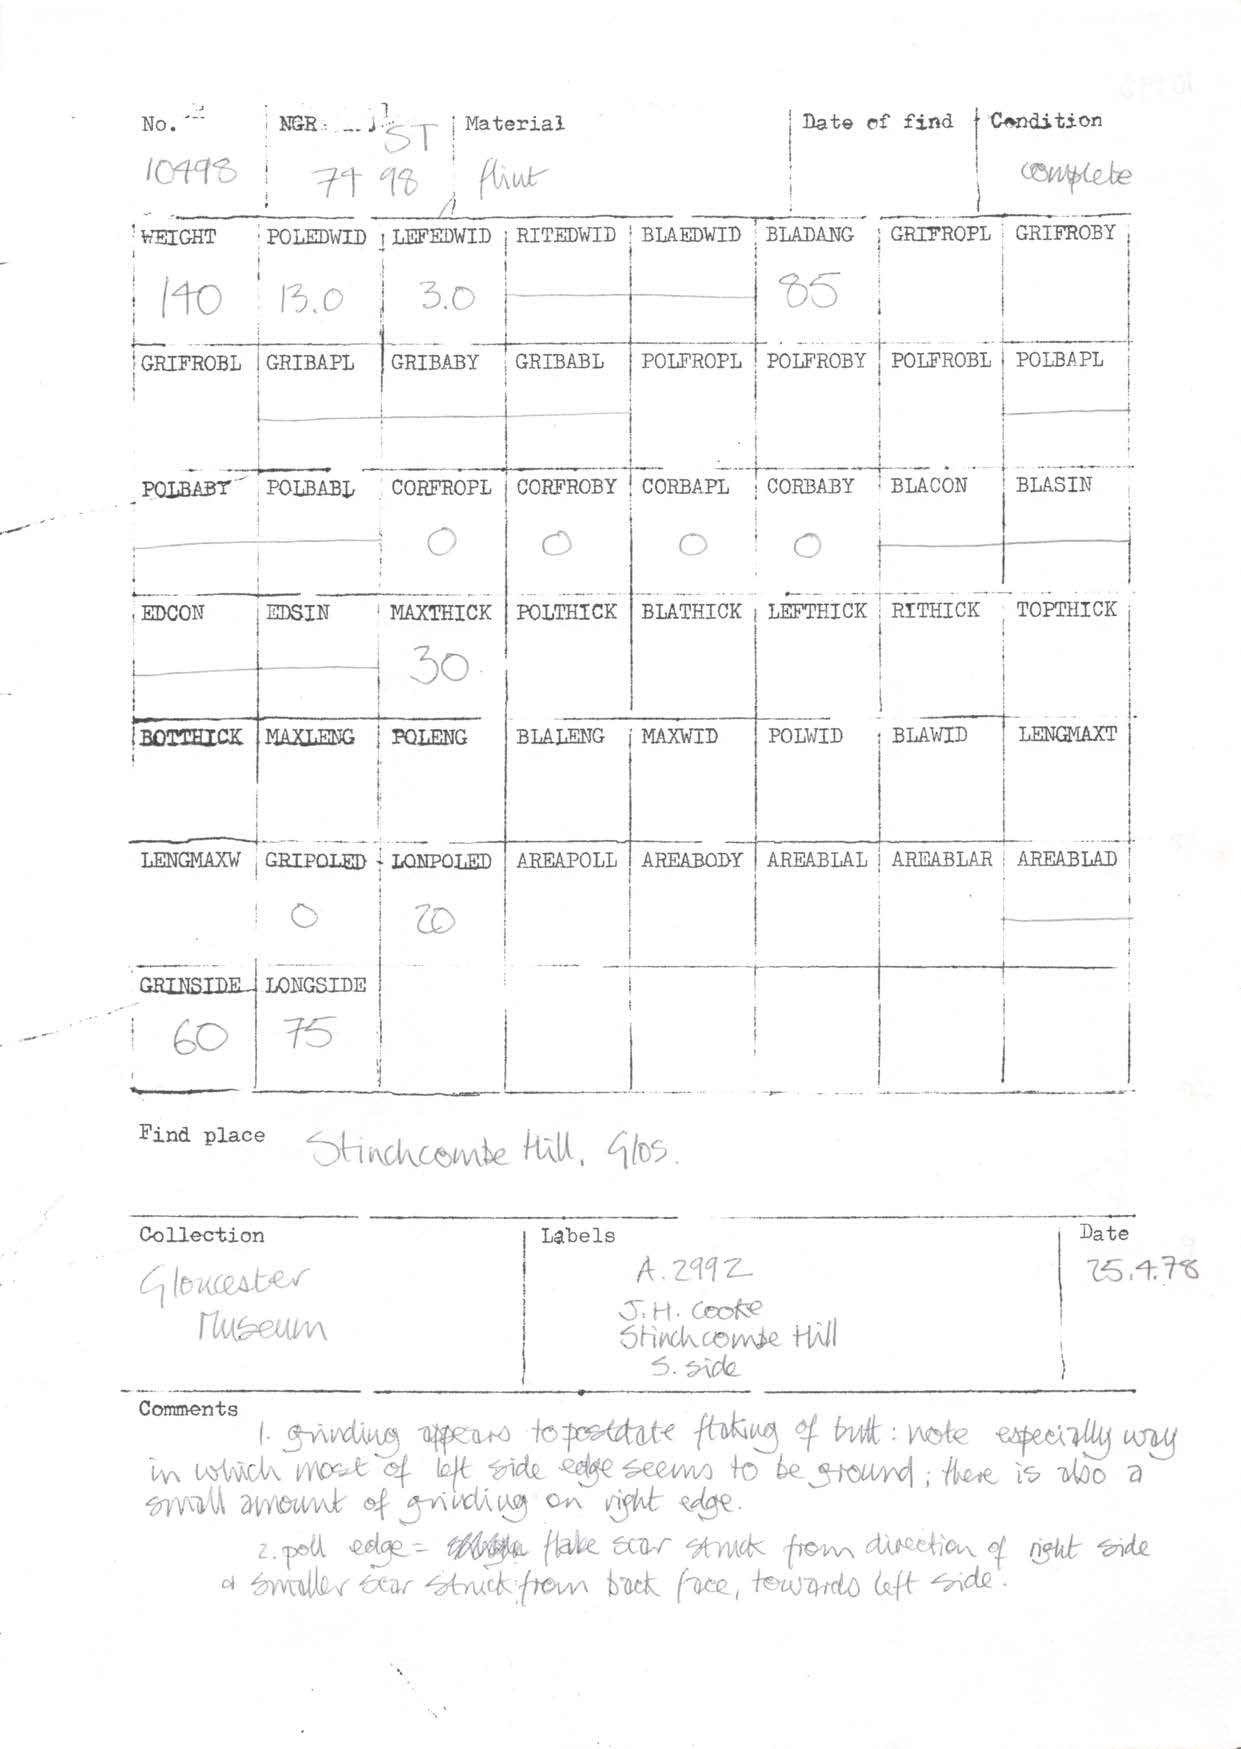 No. NGR ST Material Date of find Condition
10498 74 98 flint complete
WEIGHT POLEDWID LEFEDWID RITEDWID BLAEDWID BLADANG GRIFROPL GRIFROBY
140 13.0 3.0 85
GRIFROBL GRIBAPL GRIBABY GRIBABL POLFROPL POLFROBY POLFROBL POLBAPL
POLBABY POLBABL CORFROPL CORFROBY CORBAPL CORBABY BLACON BLASIN
0 0 0 0
EDCON EDSIN MAXTHICK POLTHICK BLATHICK LEFTHICK RITHICK TOPTHICK
30
BOTTHICK MAXLENG POLENG BLALENG MAXWID POLWID BLAWID LENGMAXT
LENGMAXW GRIPOLED LONPOLED AREAPOLL AREABODY AREABLAL AREABLAR AREABLAD
0 20
GRINSIDE LONGSIDE
60 75
Find place Stinchcombe Hill, Glos.
Collection Labels Date
Gloucester A.2992 25.4.78
Museum J.H. Cooke
Stinchcombe Hill
S. side
Comments
1. grinding appears to postdate flaking of butt: note especially way
in which most of left side edge seems to be ground; there is also a
small amount of grinding on right edge.
2. poll edge = flake scar struck from direction of right side
& smaller scar struck from back face, towards left side.